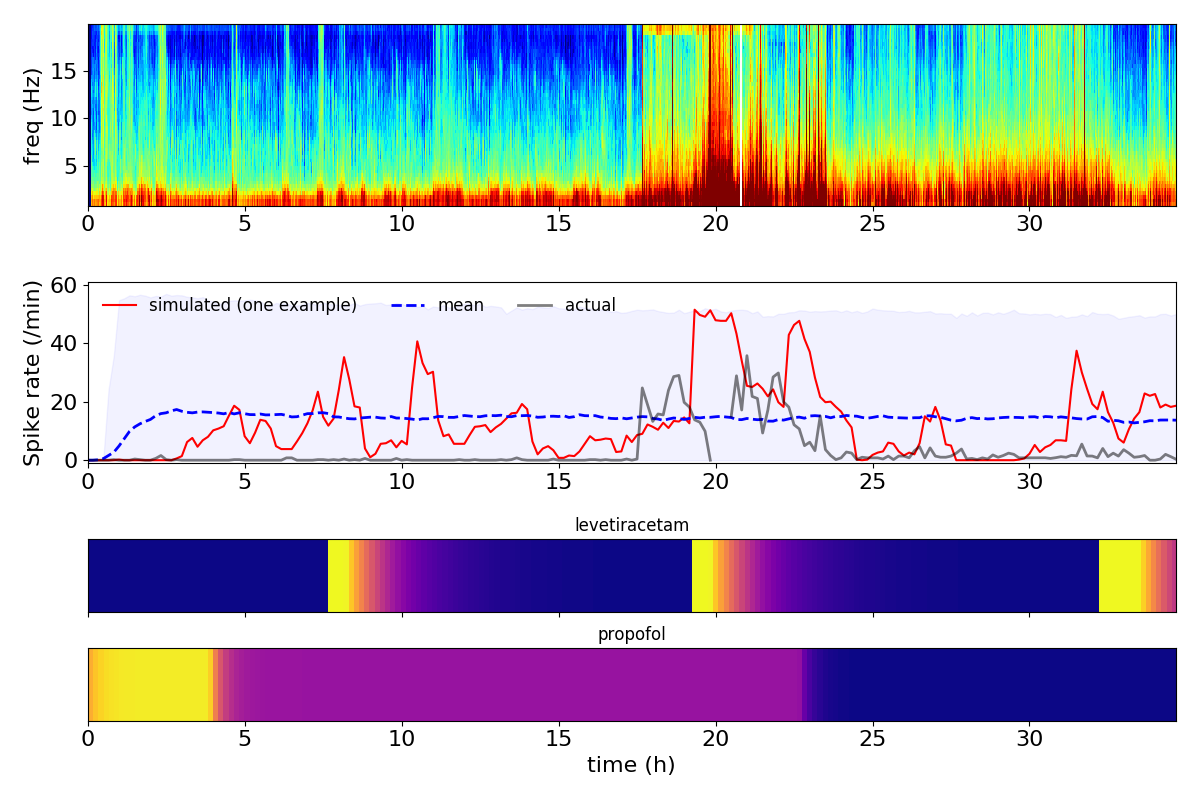 freq (Hz)
15
10
5
0 5 10 15 20 25 30
Spike rate (/min)
60
40
20
0
simulated (one example) mean actual
0 5 10 15 20 25 30
levetiracetam
propofol
0 5 10 15 20 25 30
time (h)